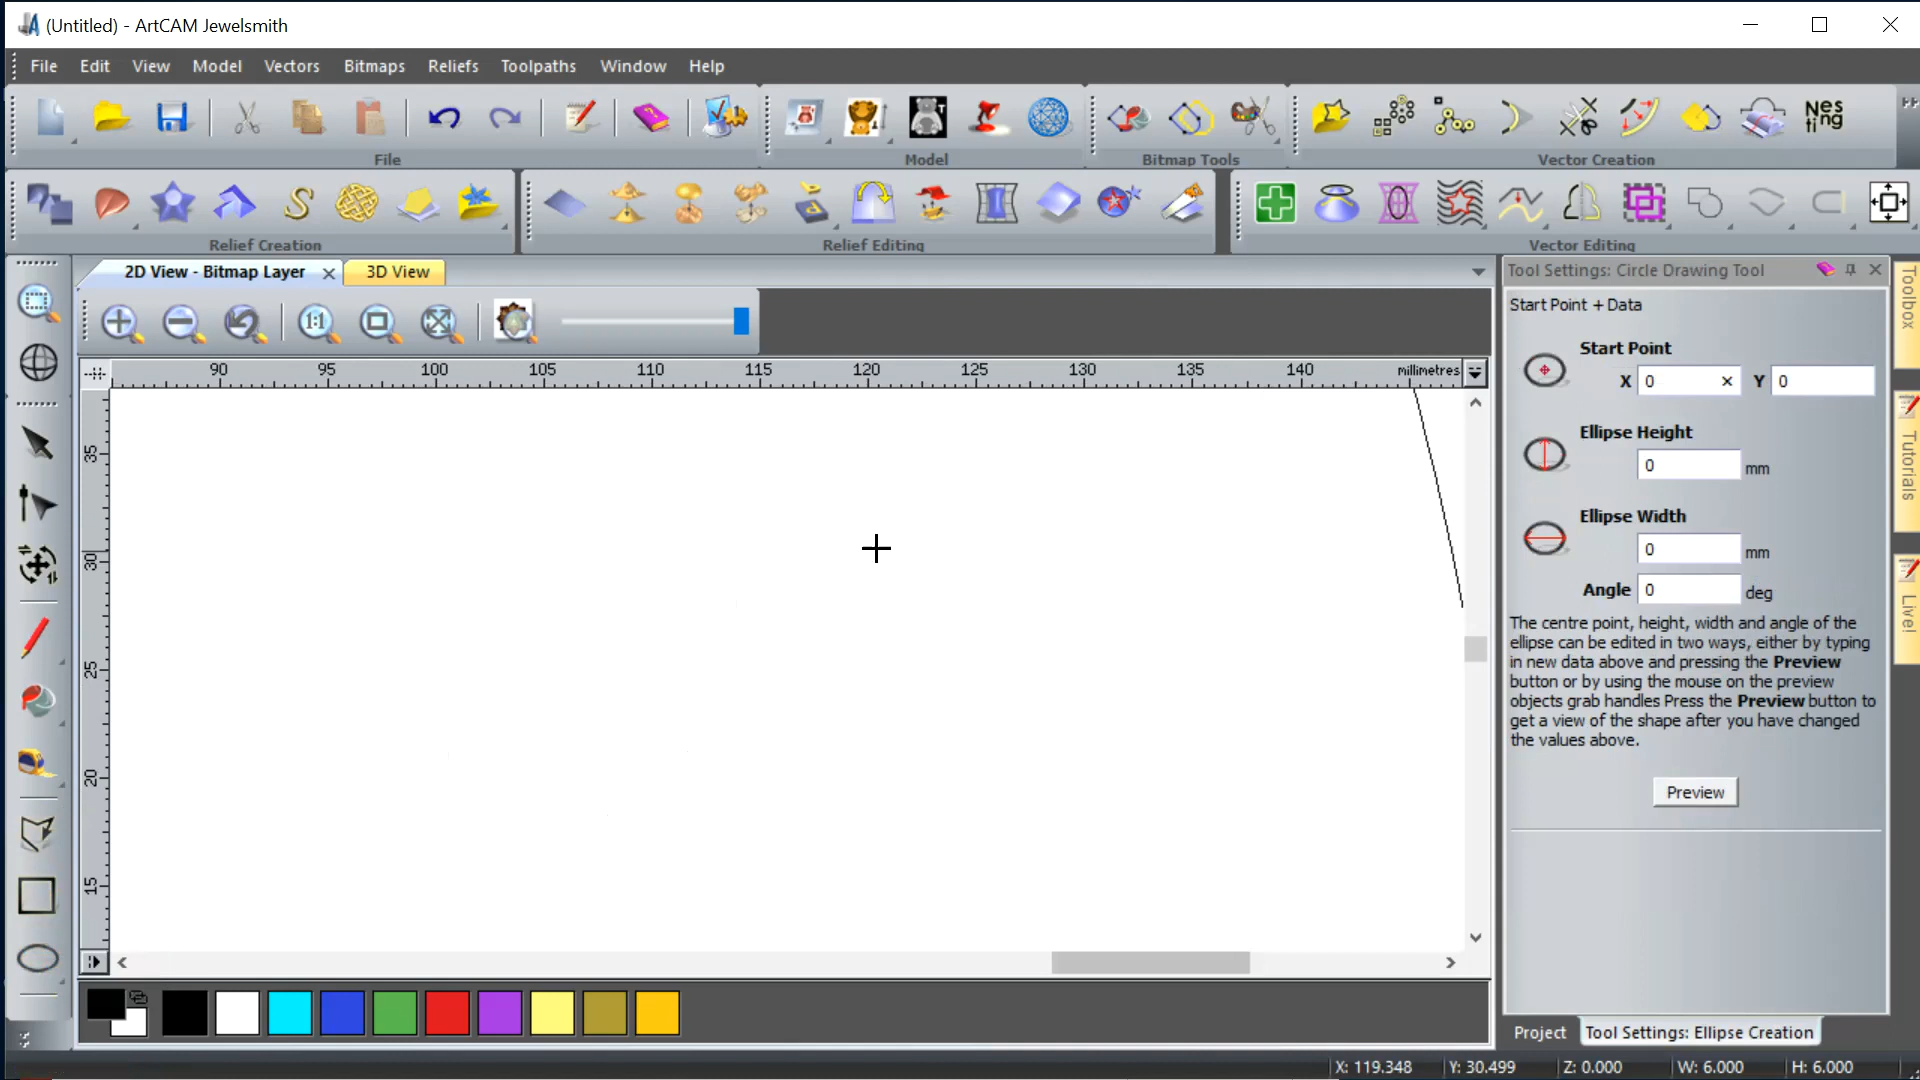 (Untitled) - ArtCAM Jewelsmith
File Edit View Model Vectors Bitmaps Reliefs Toolpaths Window Help
Nes
ting
File Model Bitmap Tools Vector Creation
Relief Creation Relief Editing Vector Editing
2D View - Bitmap Layer 3D View
1:1
90 95 100 105 110 115 120 125 130 135 140 millimetres
35
30
25
20
15
Tool Settings: Circle Drawing Tool
Start Point + Data
Start Point
X 0 Y 0
Ellipse Height
0 mm
Ellipse Width
0 mm
Angle 0 deg
The centre point, height, width and angle of the
ellipse can be edited in two ways, either by typing
in new data above and pressing the Preview
button or by using the mouse on the preview
objects grab handles Press the Preview button to
get a view of the shape after you have changed
the values above.
Preview
Toolbox
Tutorials
Live!
Project Tool Settings: Ellipse Creation
X: 119.348 Y: 30.499 Z: 0.000 W: 6.000 H: 6.000